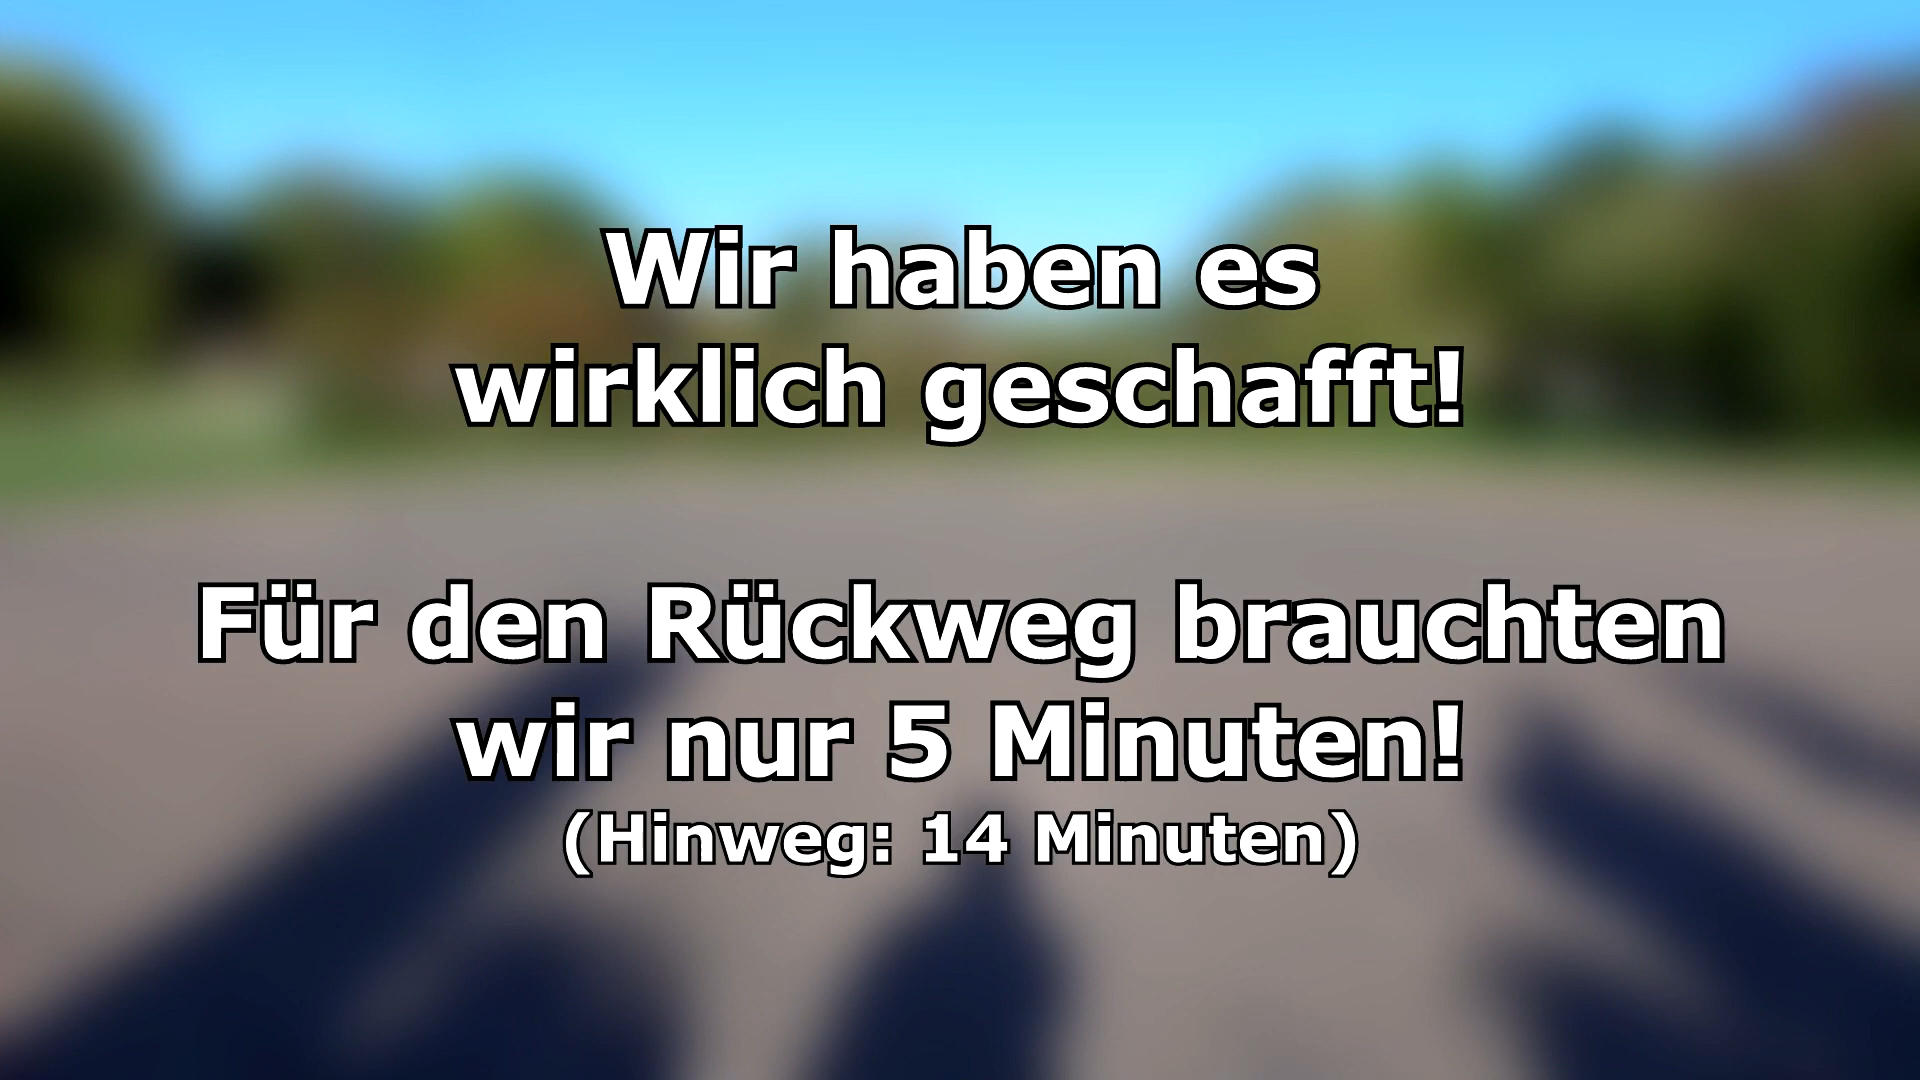 Wir haben es
wirklich geschafft!
Für den Rückweg brauchten
wir nur 5 Minuten!
(Hinweg: 14 Minuten)